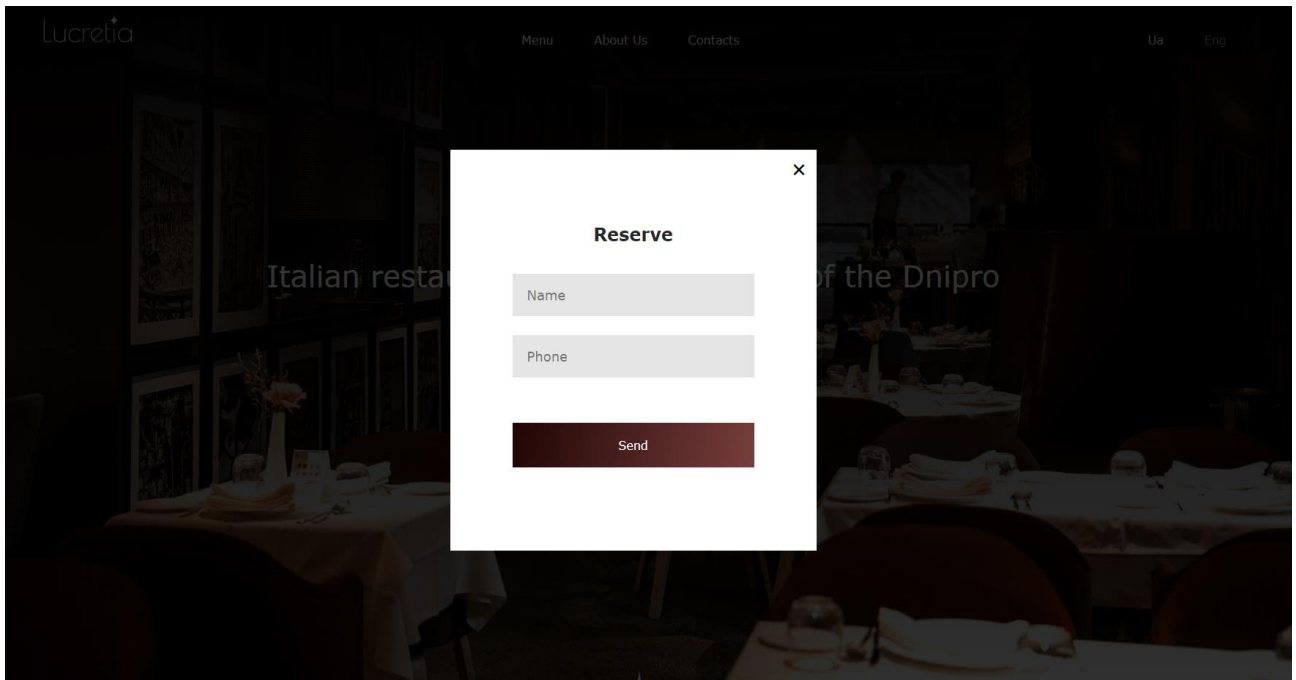 Lucretia
Menu About Us Contacts
Ua Eng
×
Reserve
Italian resta of the Dnipro
Name
Phone
Send